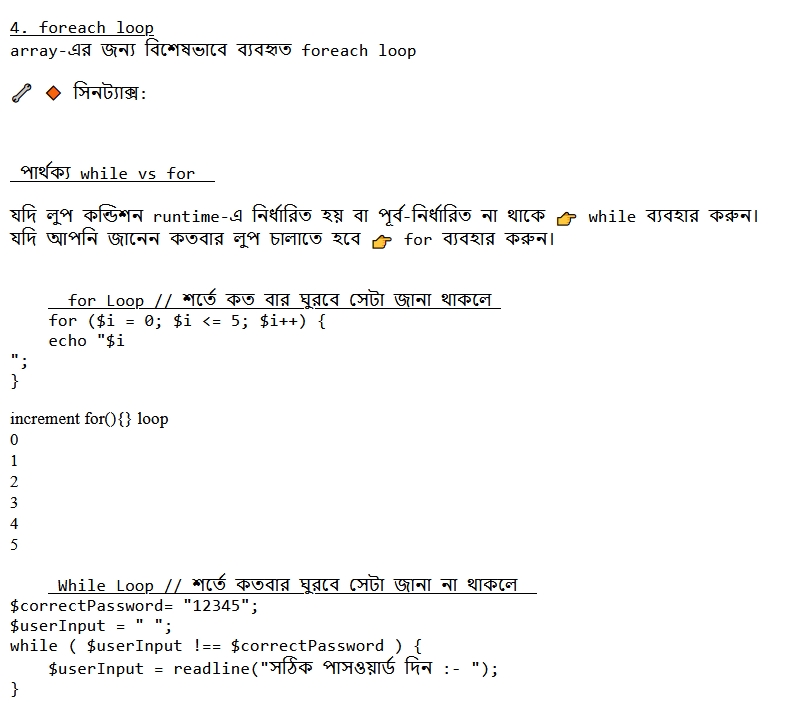 4. foreach loop
array-এর জন্য বিশেষভাবে ব্যবহৃত foreach loop
🔧 🔸 সিনট্যাক্স:
পার্থক্য while vs for
যদি লুপ কন্ডিশন runtime-এ নির্ধারিত হয় বা পূর্ব-নির্ধারিত না থাকে 👉 while ব্যবহার করুন।
যদি আপনি জানেন কতবার লুপ চালাতে হবে 👉 for ব্যবহার করুন।
for Loop // শর্তে কত বার ঘুরবে সেটা জানা থাকলে
for ($i = 0; $i <= 5; $i++) {
echo "$i
";
}
increment for(){} loop
0
1
2
3
4
5
While Loop // শর্তে কতবার ঘুরবে সেটা জানা না থাকলে
$correctPassword= "12345";
$userInput = " ";
while ( $userInput !== $correctPassword ) {
$userInput = readline("সঠিক পাসওয়ার্ড দিন :- ");
}